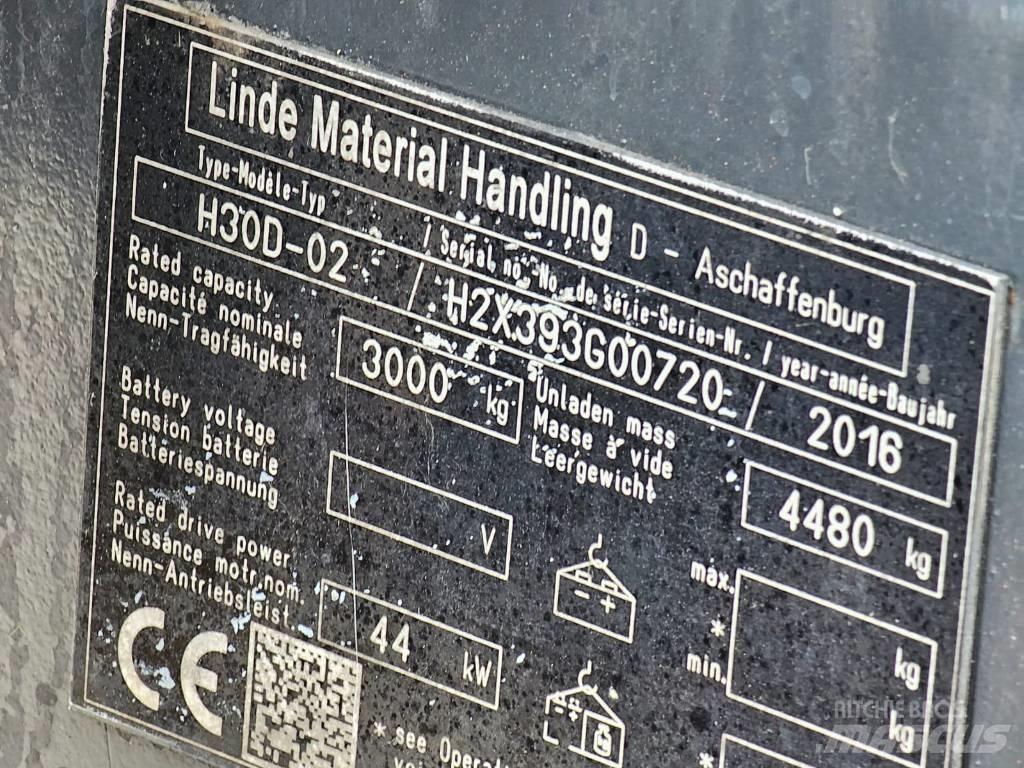 Linde Material Handling D - Aschaffenburg
Type-Modèle-Typ / Serial no.-No. de série-Serien-Nr. / year-année-Baujahr
H30D-02 / H2X393G00720 / 2016
Rated capacity
Capacité nominale
Nenn-Tragfähigkeit
3000 kg
Unladen mass
Masse à vide
Leergewicht
4480 kg
Battery voltage
Tension batterie
Batteriespannung
V
max.
*
min.
kg
Rated drive power
Puissance motr.nom.
Nenn-Antriebsleist.
44 kW
CE
*
kg
* see Opera
RITCHIE BROS.
MASCUS